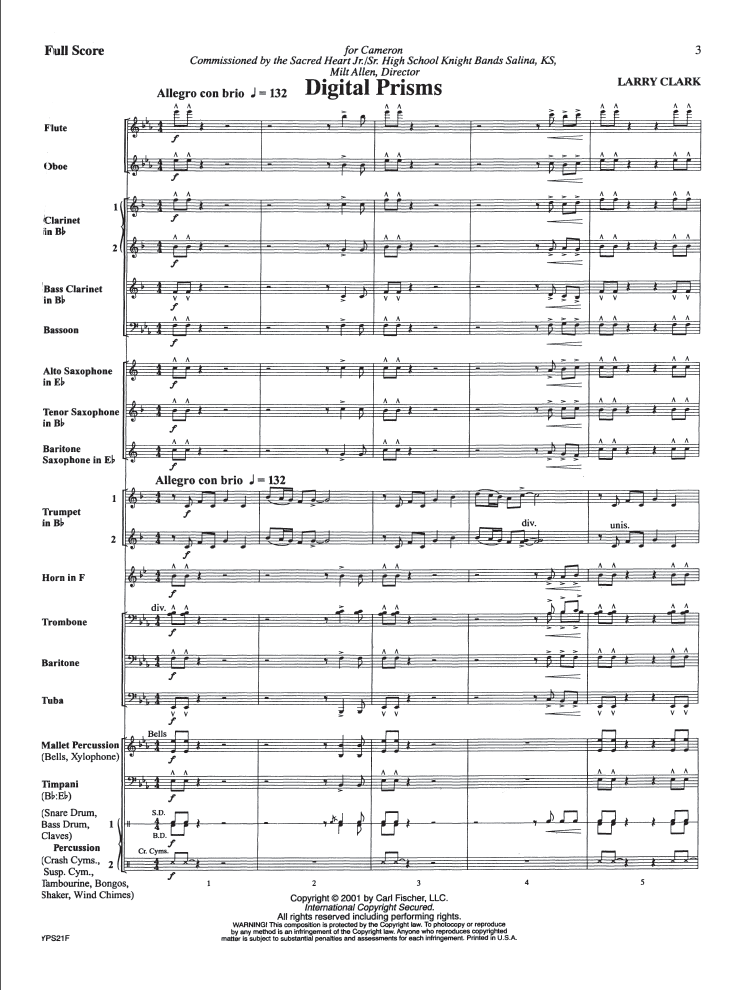 Full Score
for Cameron
3
Commissioned by the Sacred Heart Jr./Sr. High School Knight Bands Salina, KS,
Milt Allen, Director
Allegro con brio ♩ = 132
Digital Prisms
LARRY CLARK
Flute
f
Oboe
f
1
Clarinet
in B♭
f
2
f
Bass Clarinet
in B♭
f
Bassoon
f
Alto Saxophone
in E♭
f
Tenor Saxophone
in B♭
f
Baritone
Saxophone in E♭
f
Allegro con brio ♩ = 132
1
Trumpet
in B♭
f
div.
unis.
2
f
Horn in F
f
div.
Trombone
f
Baritone
f
Tuba
f
Bells
Mallet Percussion
(Bells, Xylophone)
f
Timpani
(B♭:E♭)
f
(Snare Drum,
Bass Drum,
Claves)
1
S.D.
B.D.
f
Percussion
(Crash Cyms.,
Susp. Cym.,
Tambourine, Bongos,
Shaker, Wind Chimes)
2
Cr. Cyms.
f
1 2 3 4 5
Copyright © 2001 by Carl Fischer, LLC.
International Copyright Secured.
All rights reserved including performing rights.
WARNING! This composition is protected by the Copyright law. To photocopy or reproduce
by any method is an infringement of the Copyright law. Anyone who reproduces copyrighted
matter is subject to substantial penalties and assessments for each infringement. Printed in U.S.A.
YPS21F